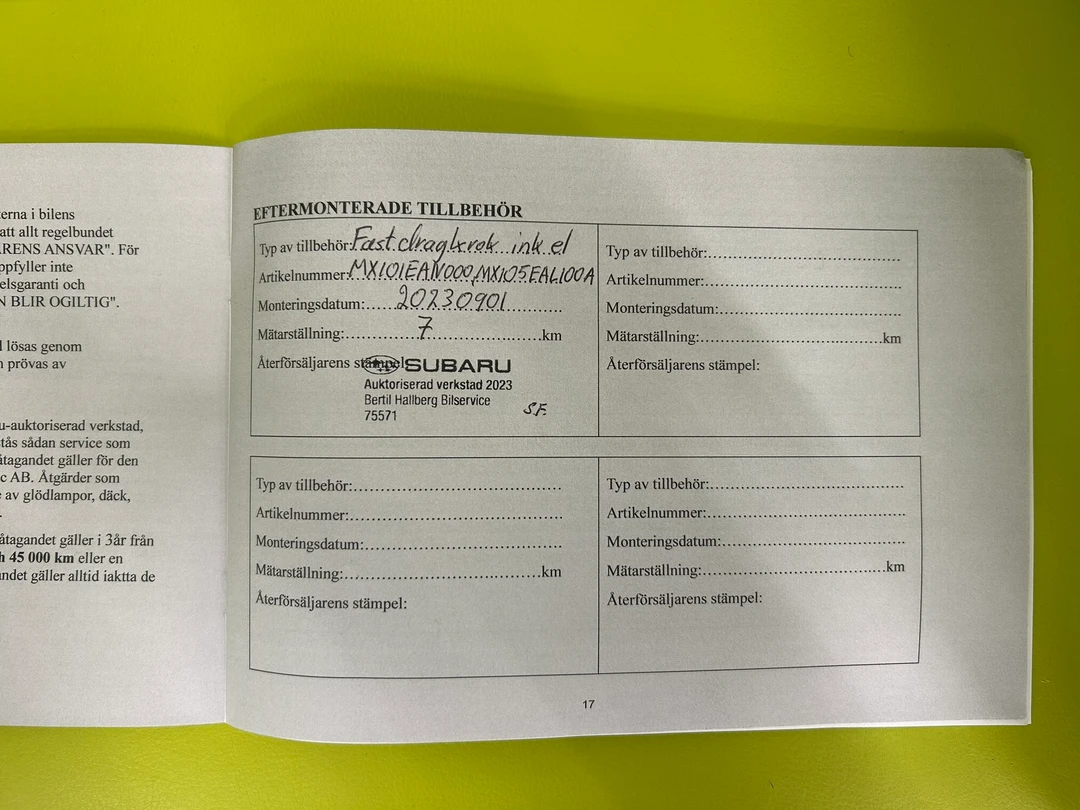 terna i bilens
att allt regelbundet
ARENS ANSVAR". För
ppfyller inte
elsgaranti och
N BLIR OGILTIG".
l lösas genom
n prövas av
u-auktoriserad verkstad,
tås sådan service som
åtagandet gäller för den
c AB. Åtgärder som
e av glödlampor, däck,
.
åtagandet gäller i 3år från
h 45 000 km eller en
ndet gäller alltid iaktta de
EFTERMONTERADE TILLBEHÖR
Typ av tillbehör: Fast dragkrok ink el
Artikelnummer: MX101EAN000, MX105EAL100A
Monteringsdatum:.....20230901..........
Mätarställning:..............7....................km
Återförsäljarens stämpel SUBARU
Auktoriserad verkstad 2023
Bertil Hallberg Bilservice
75571
S.F.
Typ av tillbehör:.......................................
Artikelnummer:.......................................
Monteringsdatum:....................................
Mätarställning:....................................km
Återförsäljarens stämpel:
Typ av tillbehör:.......................................
Artikelnummer:.......................................
Monteringsdatum:....................................
Mätarställning:....................................km
Återförsäljarens stämpel:
Typ av tillbehör:.......................................
Artikelnummer:.......................................
Monteringsdatum:....................................
Mätarställning:....................................km
Återförsäljarens stämpel:
17